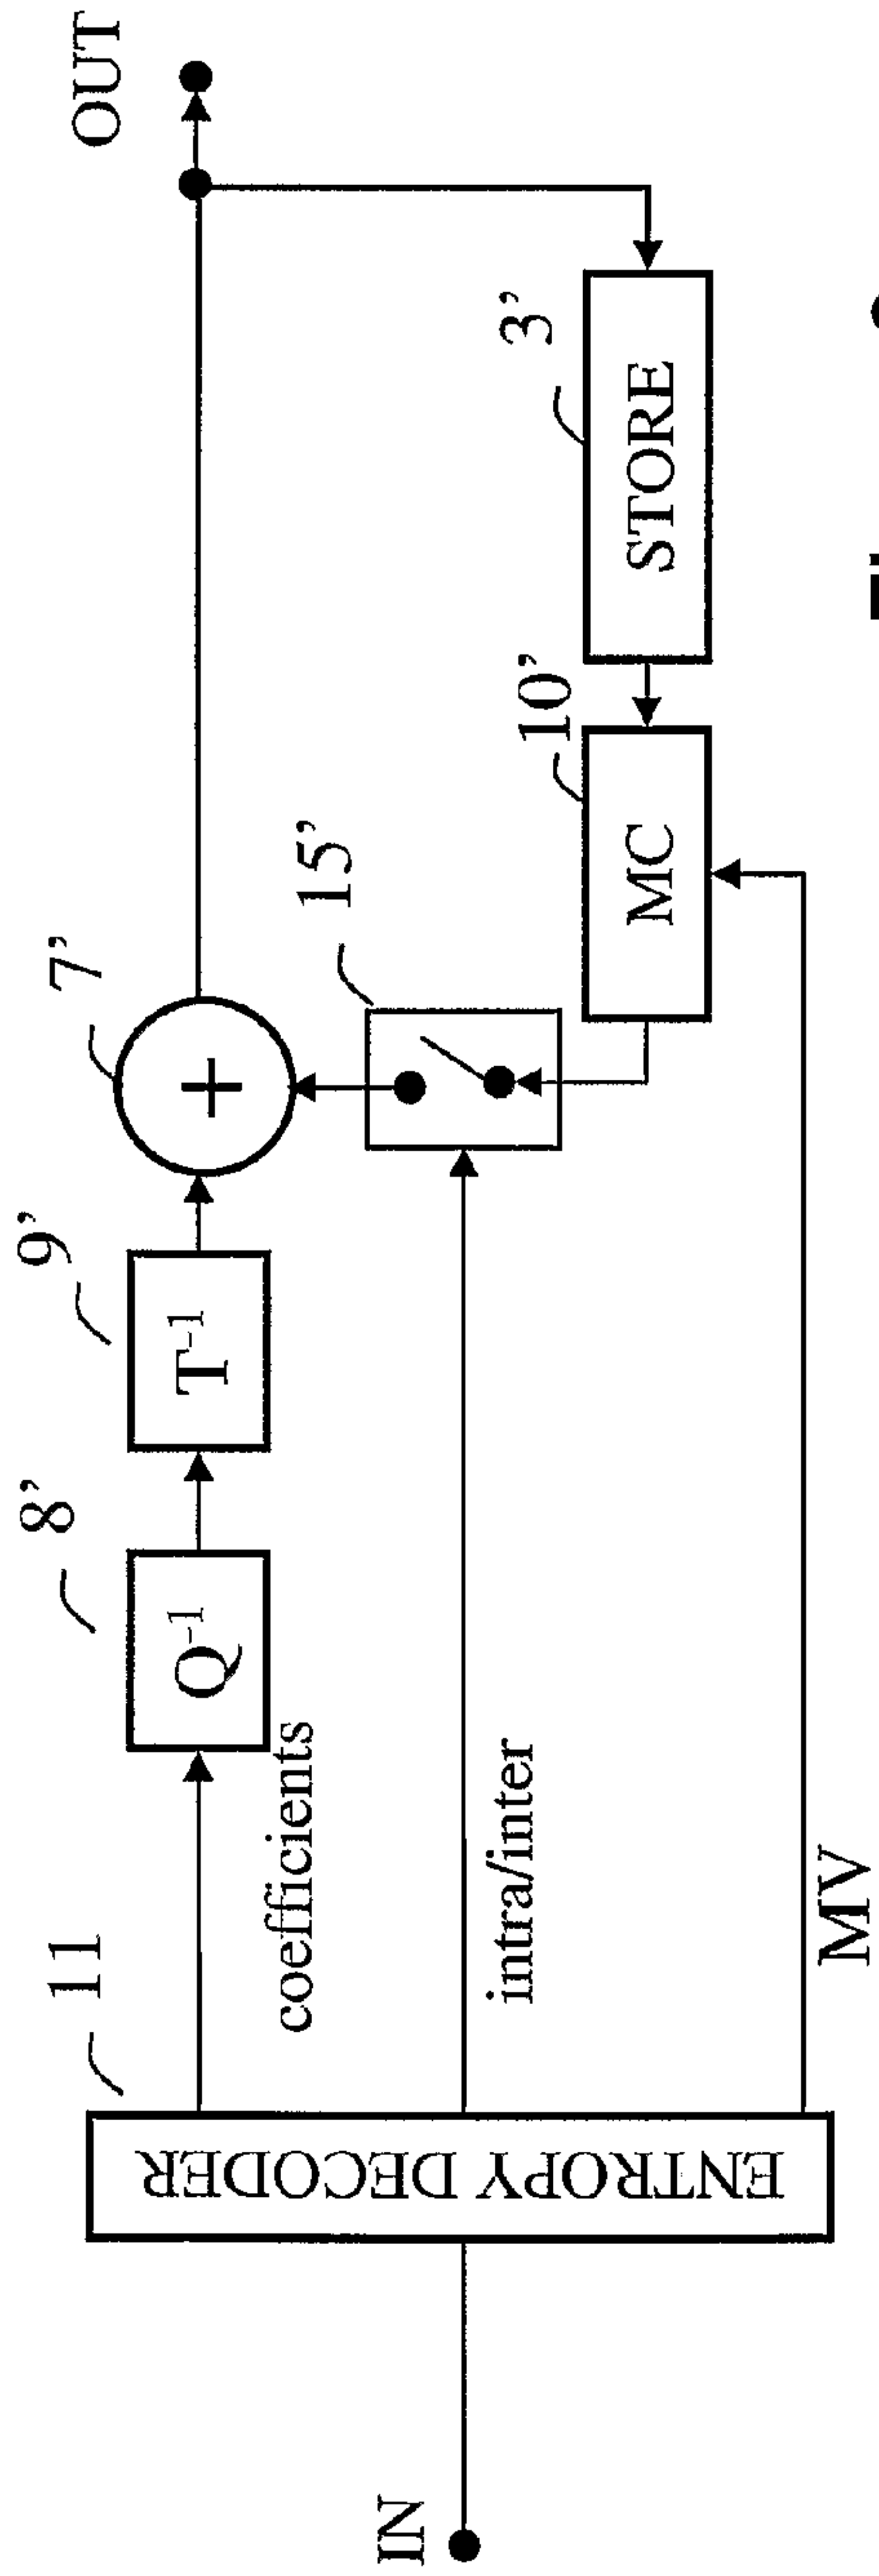 IN
11
ENTROPY DECODER
coefficients
intra/inter
MV
8’
Q⁻¹
9’
T⁻¹
7’
+
15’
10’
MC
3’
STORE
OUT